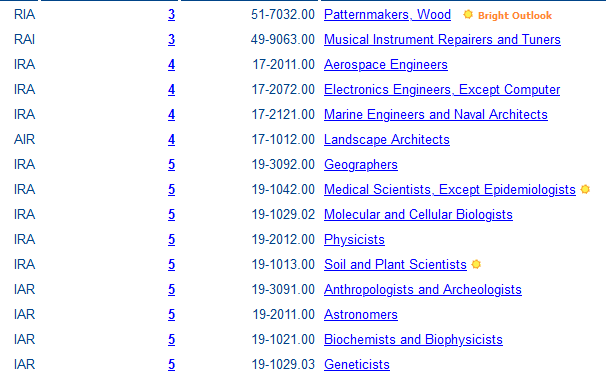 RIA 3 51-7032.00 Patternmakers, Wood Bright Outlook
RAI 3 49-9063.00 Musical Instrument Repairers and Tuners
IRA 4 17-2011.00 Aerospace Engineers
IRA 4 17-2072.00 Electronics Engineers, Except Computer
IRA 4 17-2121.00 Marine Engineers and Naval Architects
AIR 4 17-1012.00 Landscape Architects
IRA 5 19-3092.00 Geographers
IRA 5 19-1042.00 Medical Scientists, Except Epidemiologists
IRA 5 19-1029.02 Molecular and Cellular Biologists
IRA 5 19-2012.00 Physicists
IRA 5 19-1013.00 Soil and Plant Scientists
IAR 5 19-3091.00 Anthropologists and Archeologists
IAR 5 19-2011.00 Astronomers
IAR 5 19-1021.00 Biochemists and Biophysicists
IAR 5 19-1029.03 Geneticists